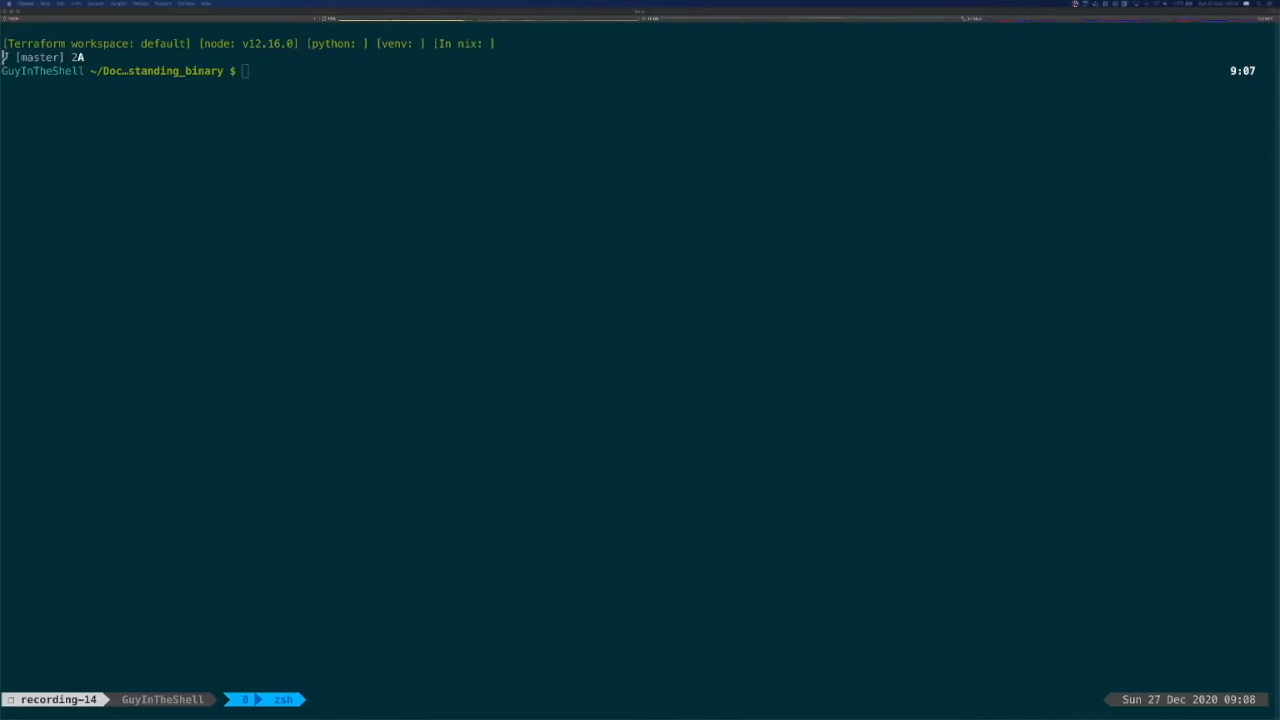 [Terraform workspace: default] [node: v12.16.0] [python: ] [venv: ] [In nix: ]
[master] 2A
GuyInTheShell ~/Doc…standing_binary $
9:07
recording-14 GuyInTheShell 0 zsh
Sun 27 Dec 2020 09:08